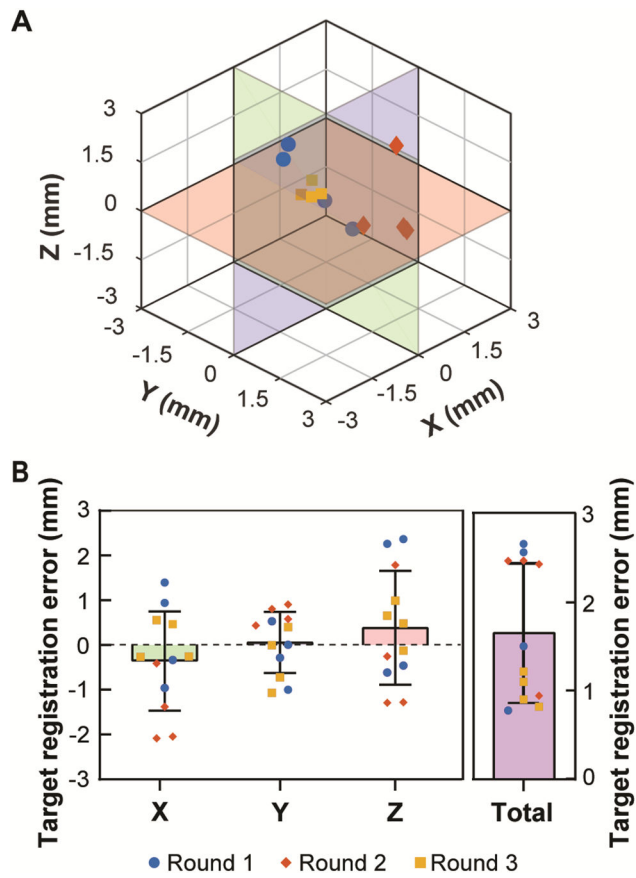 A
Z (mm)
3
1.5
0
-1.5
-3
-3
-1.5
0
1.5
3
Y (mm)
-3
-1.5
0
1.5
3
X (mm)
B
Target registration error (mm)
3
2
1
0
-1
-2
-3
X
Y
Z
Total
3
2
1
0
Target registration error (mm)
Round 1
Round 2
Round 3